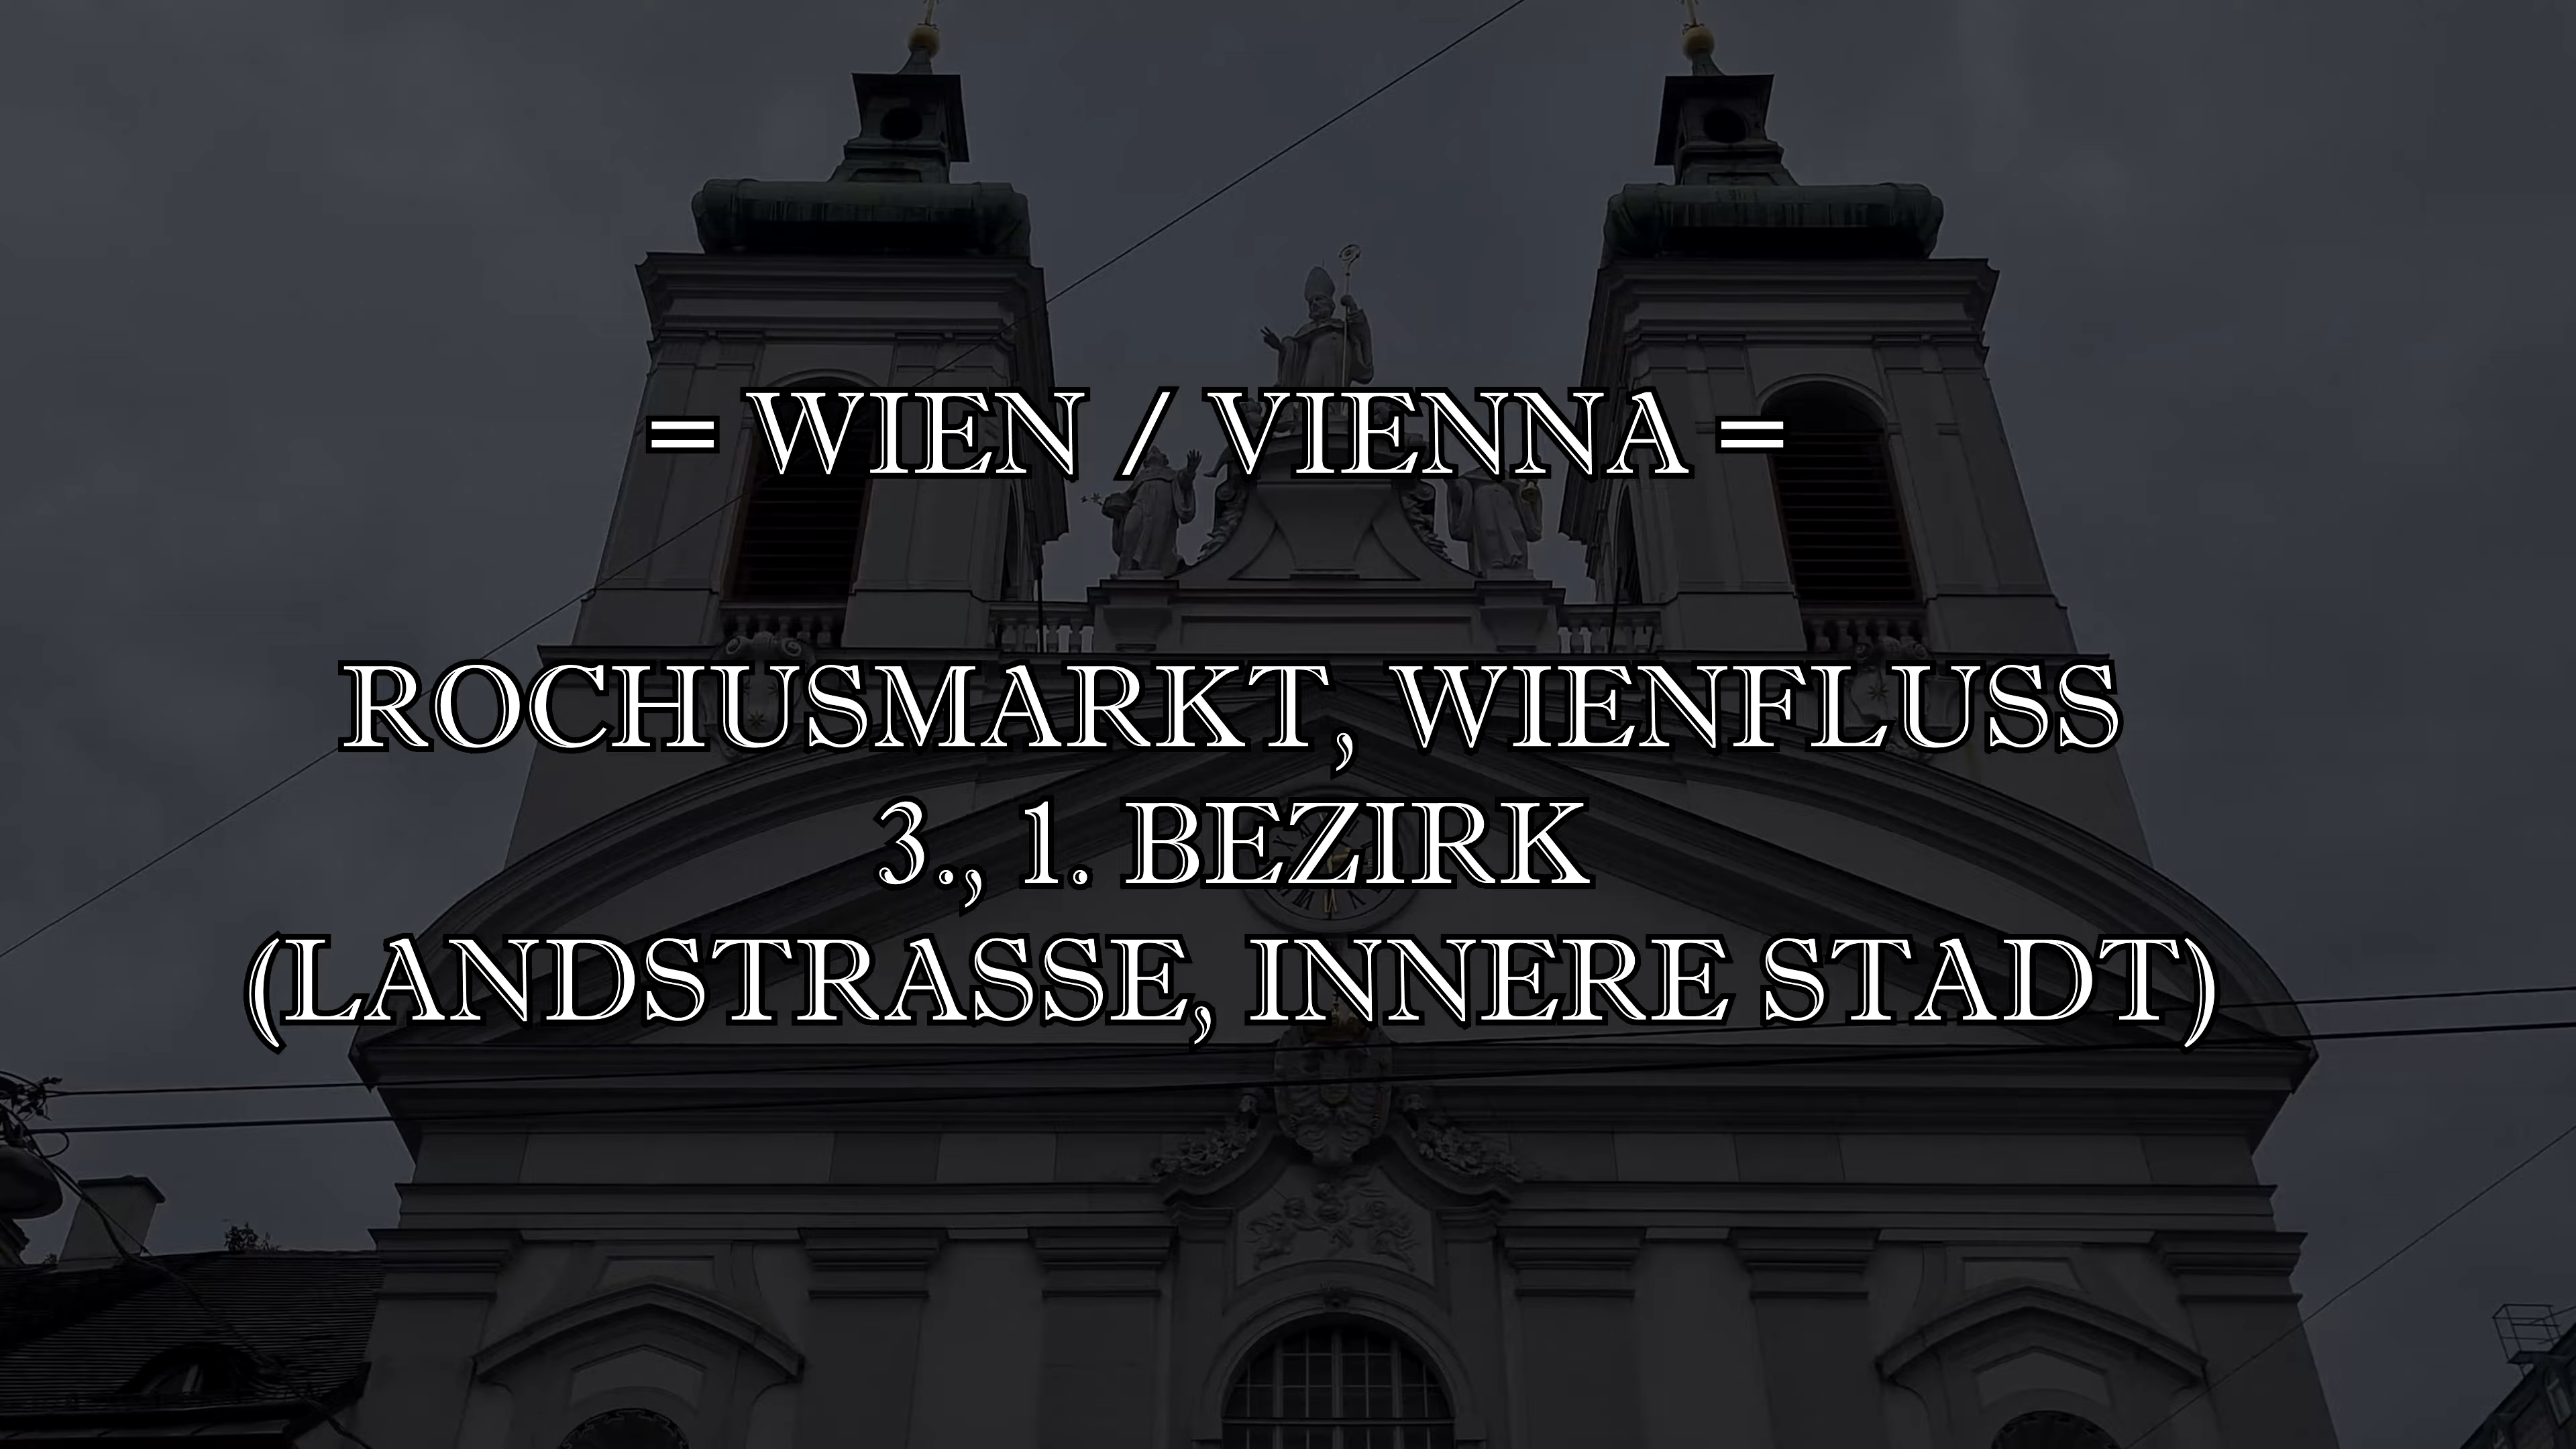 = WIEN / VIENNA =
ROCHUSMARKT, WIENFLUSS
3., 1. BEZIRK
(LANDSTRASSE, INNERE STADT)